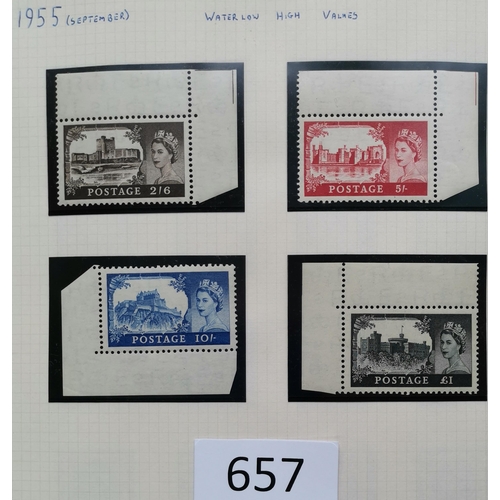 1955 (SEPTEMBER) WATERLOW HIGH VALUES
POSTAGE 2/6
POSTAGE 5/-
POSTAGE 10/-
POSTAGE £1
657